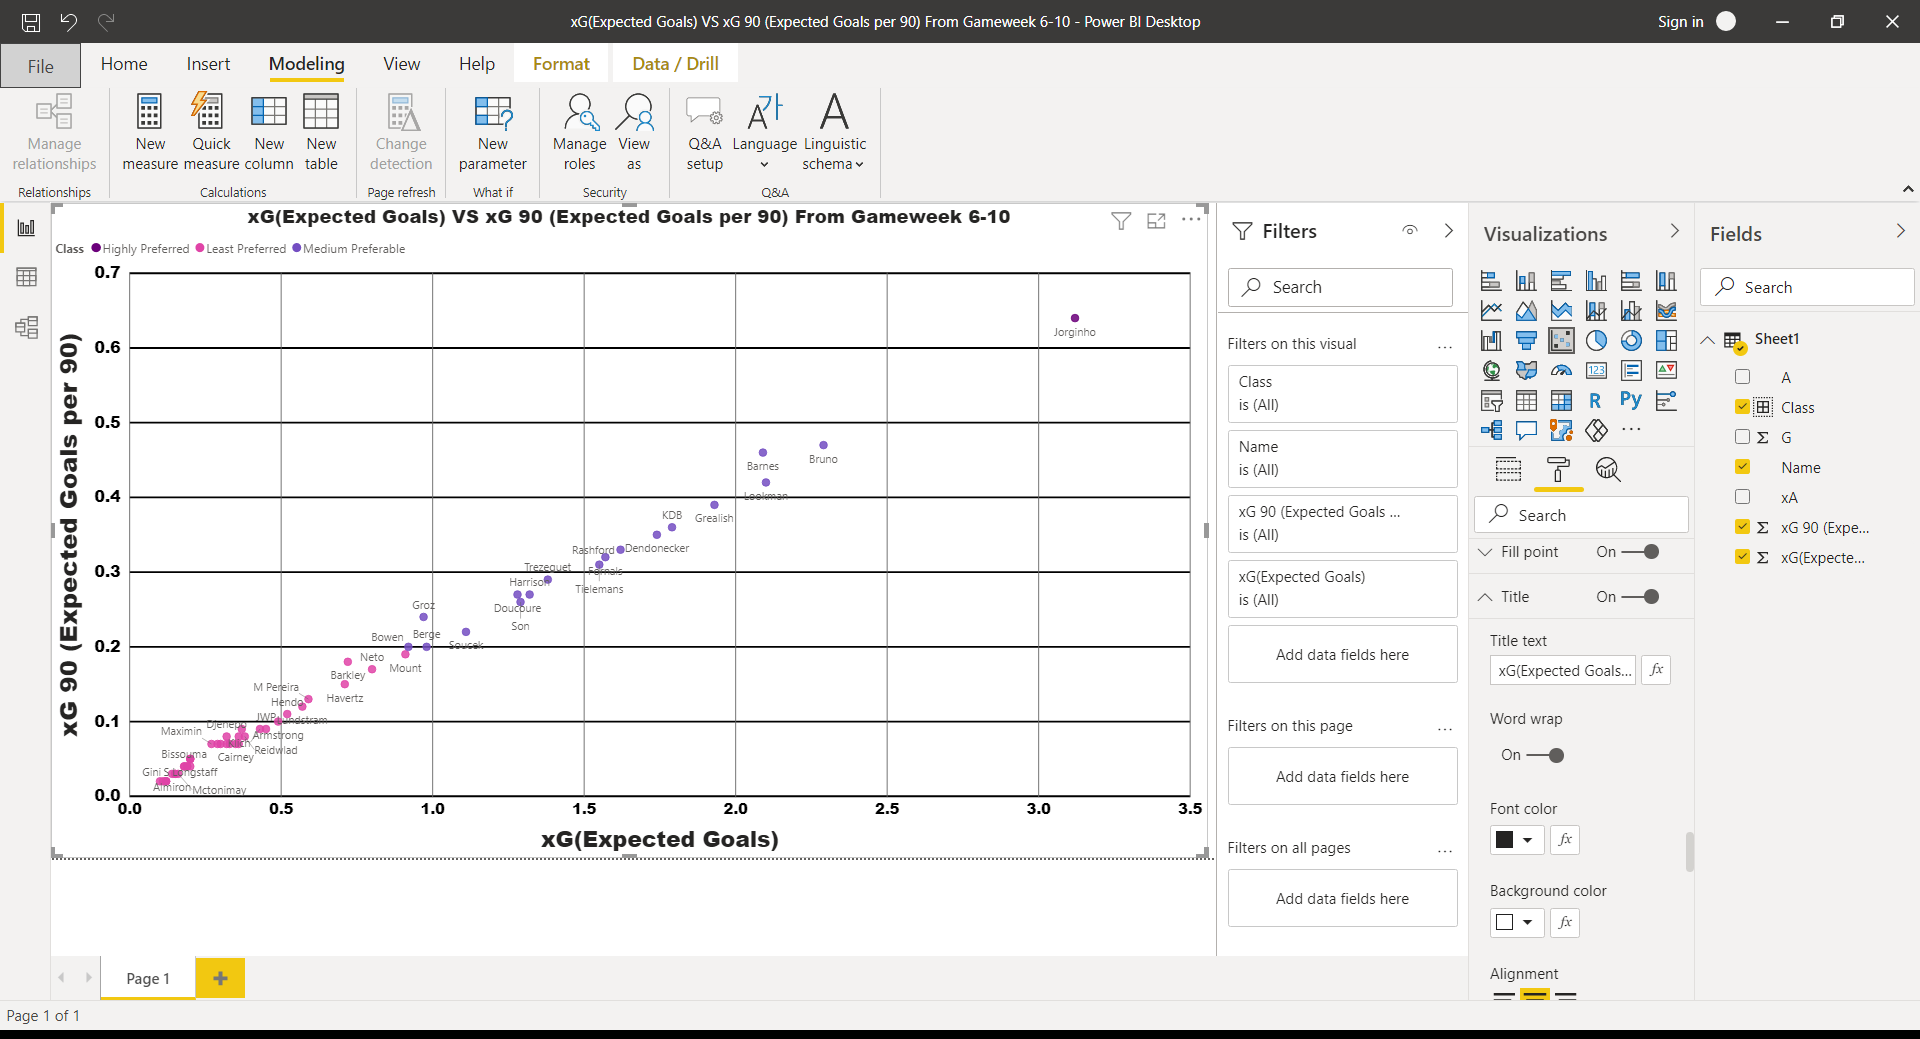 xG(Expected Goals) VS xG 90 (Expected Goals per 90) From Gameweek 6-10 - Power BI Desktop
Sign in
File
Home
Insert
Modeling
View
Help
Format
Data / Drill
Manage relationships
New measure
Quick measure
New column
New table
Change detection
New parameter
Manage roles
View as
Q&A setup
Language
Linguistic schema
Relationships
Calculations
Page refresh
What if
Security
Q&A
xG(Expected Goals) VS xG 90 (Expected Goals per 90) From Gameweek 6-10
Class Highly Preferred Least Preferred Medium Preferable
xG 90 (Expected Goals per 90)
0.7
0.6
0.5
0.4
0.3
0.2
0.1
0.0
Jorginho
Bruno
Barnes
Lookman
Grealish
KDB
Dendonecker
Rashford
Fornals
Tielemans
Trezeguet
Harrison
Doucoure
Son
Groz
Soucek
Berge
Bowen
Mount
Neto
Barkley
Havertz
M Pereira
Hendo
JWP
Lundstram
Armstrong
Reidwlad
Djenepo
Maximin
Cairney
Bissouma
Gini
S Longstaff
Almiron
Mctonimay
0.0 0.5 1.0 1.5 2.0 2.5 3.0 3.5
xG(Expected Goals)
Filters
Search
Filters on this visual
...
Class
is (All)
Name
is (All)
xG 90 (Expected Goals ...
is (All)
xG(Expected Goals)
is (All)
Add data fields here
Filters on this page
...
Add data fields here
Filters on all pages
...
Add data fields here
Visualizations
123
R
Py
...
Search
Fill point On
Title On
Title text
xG(Expected Goals...
fx
Word wrap
On
Font color
fx
Background color
fx
Alignment
Fields
Search
Sheet1
A
Class
Σ G
Name
xA
Σ xG 90 (Expe...
Σ xG(Expecte...
Page 1
Page 1 of 1